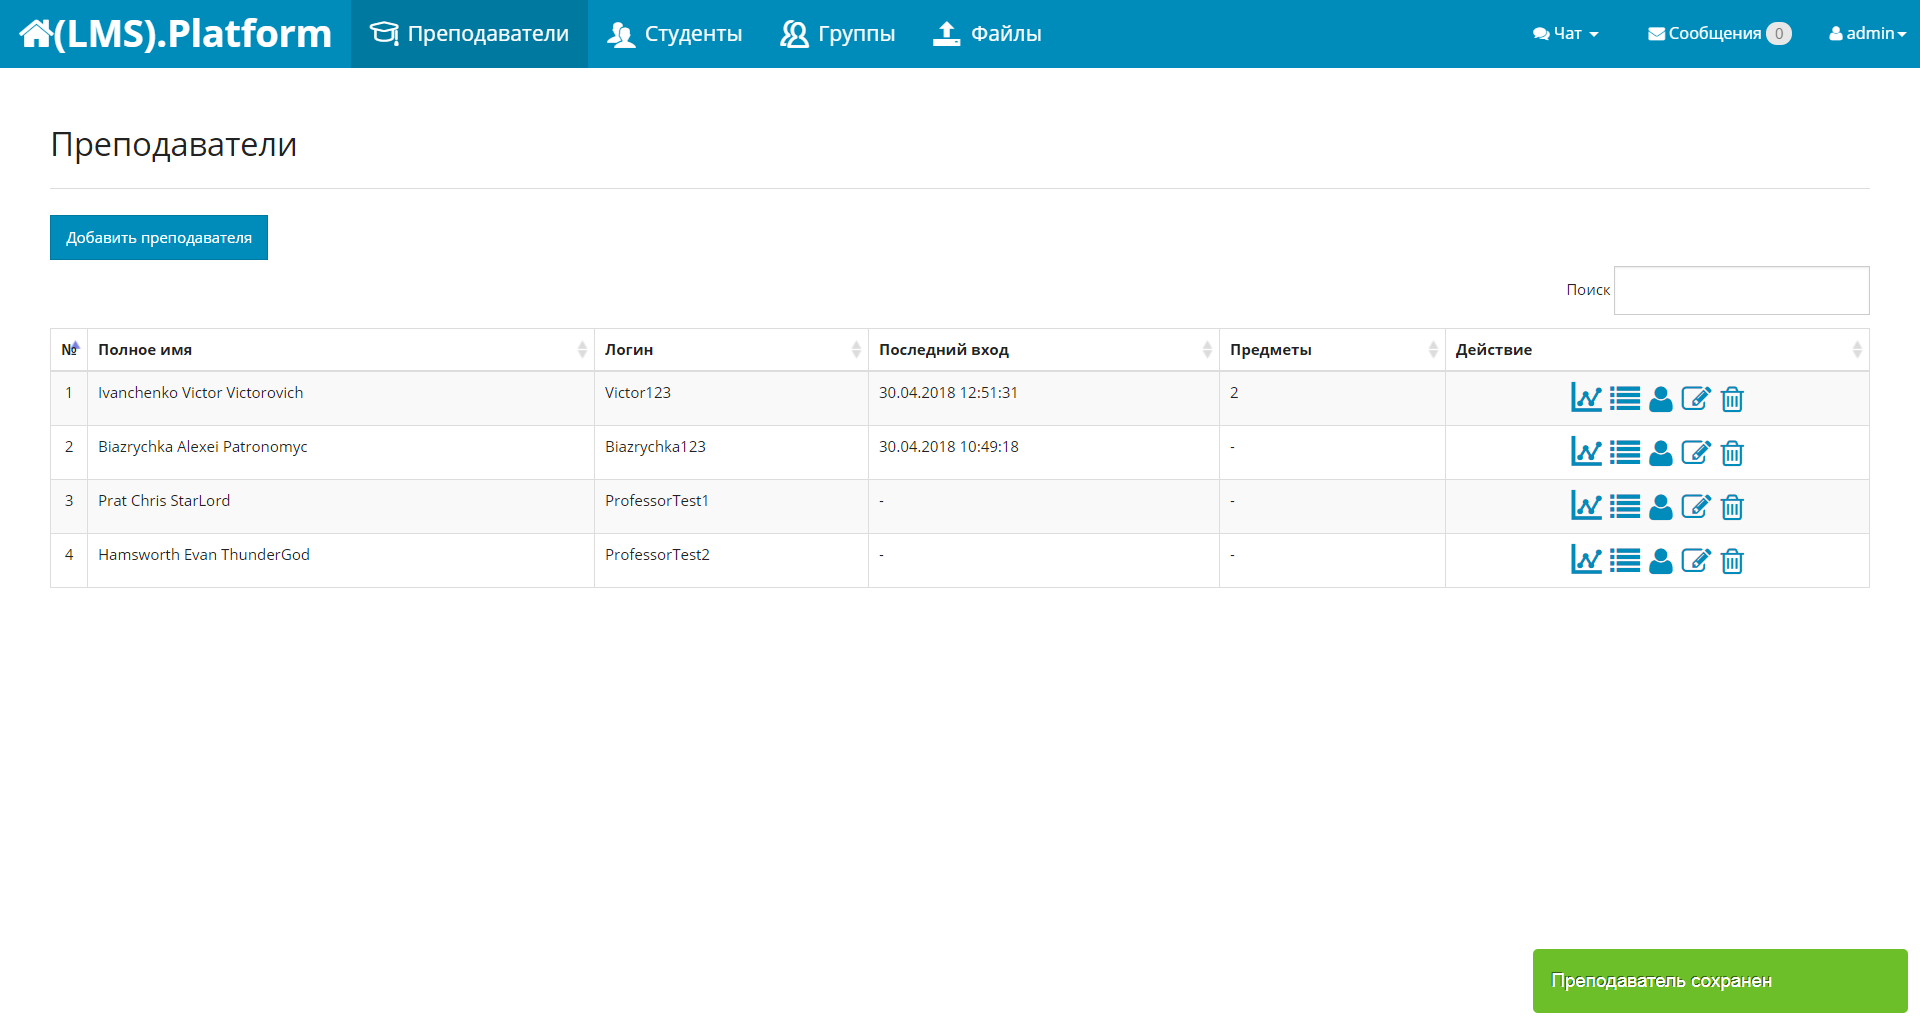 (LMS).Platform Преподаватели Студенты Группы Файлы Чат Сообщения 0 admin
Преподаватели
Добавить преподавателя
Поиск
№ Полное имя Логин Последний вход Предметы Действие
1 Ivanchenko Victor Victorovich Victor123 30.04.2018 12:51:31 2
2 Biazrychka Alexei Patronomyc Biazrychka123 30.04.2018 10:49:18 -
3 Prat Chris StarLord ProfessorTest1 - -
4 Hamsworth Evan ThunderGod ProfessorTest2 - -
Преподаватель сохранен